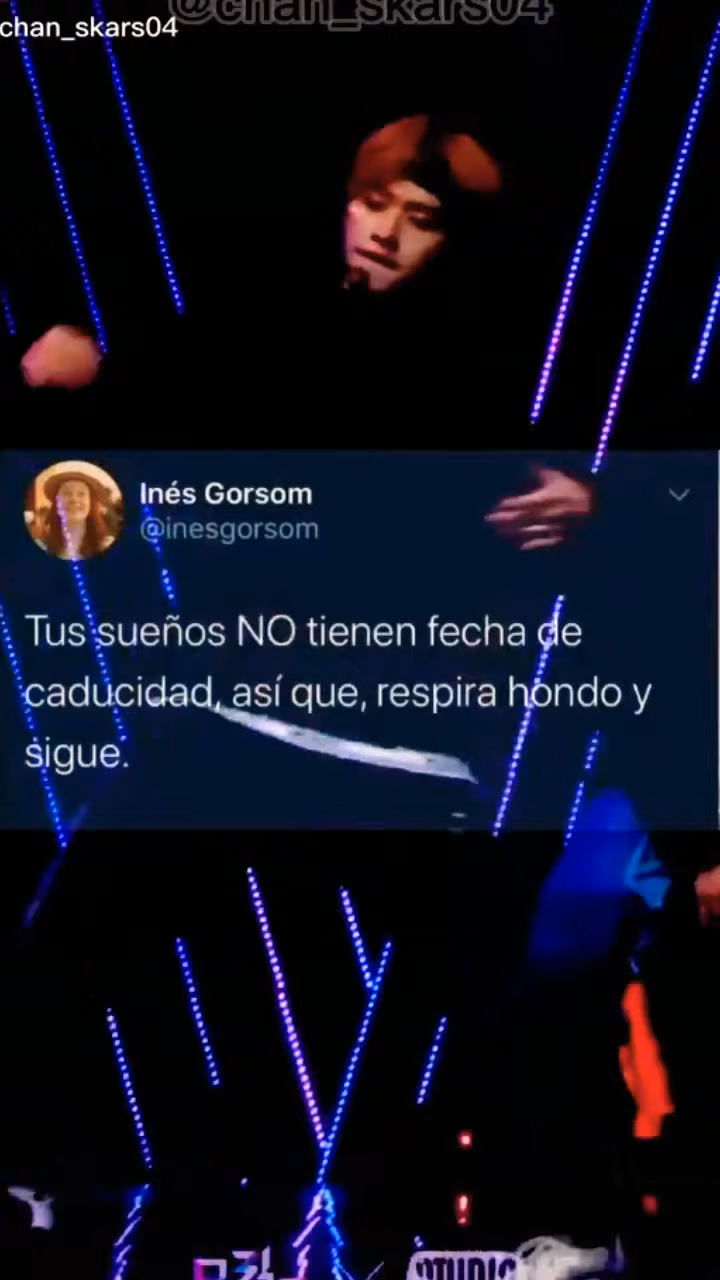 @chan_skars04
chan_skars04
Inés Gorsom
@inesgorsom
Tus sueños NO tienen fecha de
caducidad, así que, respira hondo y
sigue.